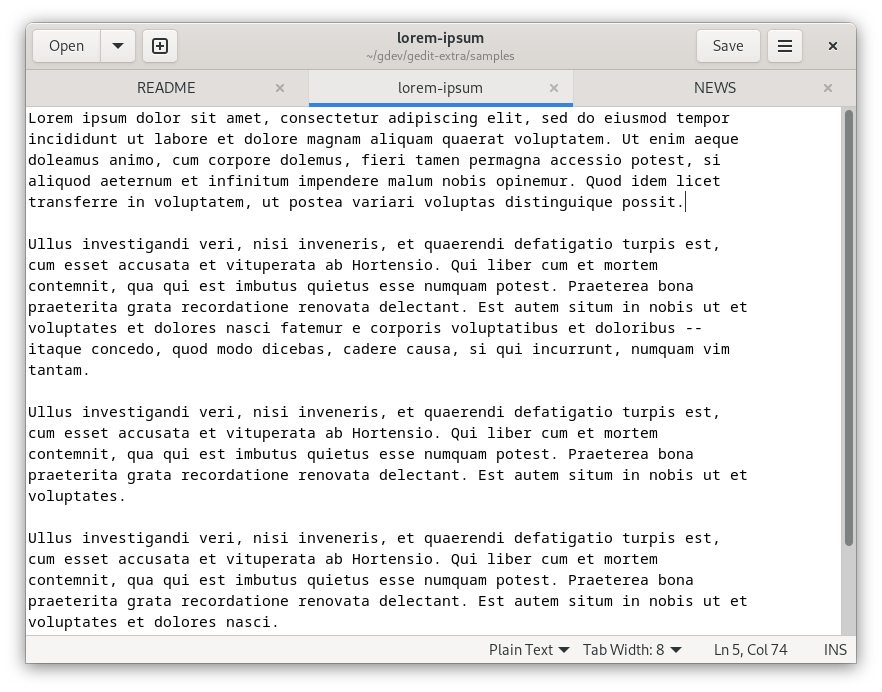 Open
lorem-ipsum
~/gdev/gedit-extra/samples
Save
README
lorem-ipsum
NEWS
Lorem ipsum dolor sit amet, consectetur adipiscing elit, sed do eiusmod tempor
incididunt ut labore et dolore magnam aliquam quaerat voluptatem. Ut enim aeque
doleamus animo, cum corpore dolemus, fieri tamen permagna accessio potest, si
aliquod aeternum et infinitum impendere malum nobis opinemur. Quod idem licet
transferre in voluptatem, ut postea variari voluptas distinguique possit.
Ullus investigandi veri, nisi inveneris, et quaerendi defatigatio turpis est,
cum esset accusata et vituperata ab Hortensio. Qui liber cum et mortem
contemnit, qua qui est imbutus quietus esse numquam potest. Praeterea bona
praeterita grata recordatione renovata delectant. Est autem situm in nobis ut et
voluptates et dolores nasci fatemur e corporis voluptatibus et doloribus --
itaque concedo, quod modo dicebas, cadere causa, si qui incurrunt, numquam vim
tantam.
Ullus investigandi veri, nisi inveneris, et quaerendi defatigatio turpis est,
cum esset accusata et vituperata ab Hortensio. Qui liber cum et mortem
contemnit, qua qui est imbutus quietus esse numquam potest. Praeterea bona
praeterita grata recordatione renovata delectant. Est autem situm in nobis ut et
voluptates.
Ullus investigandi veri, nisi inveneris, et quaerendi defatigatio turpis est,
cum esset accusata et vituperata ab Hortensio. Qui liber cum et mortem
contemnit, qua qui est imbutus quietus esse numquam potest. Praeterea bona
praeterita grata recordatione renovata delectant. Est autem situm in nobis ut et
voluptates et dolores nasci.
Plain Text Tab Width: 8 Ln 5, Col 74 INS